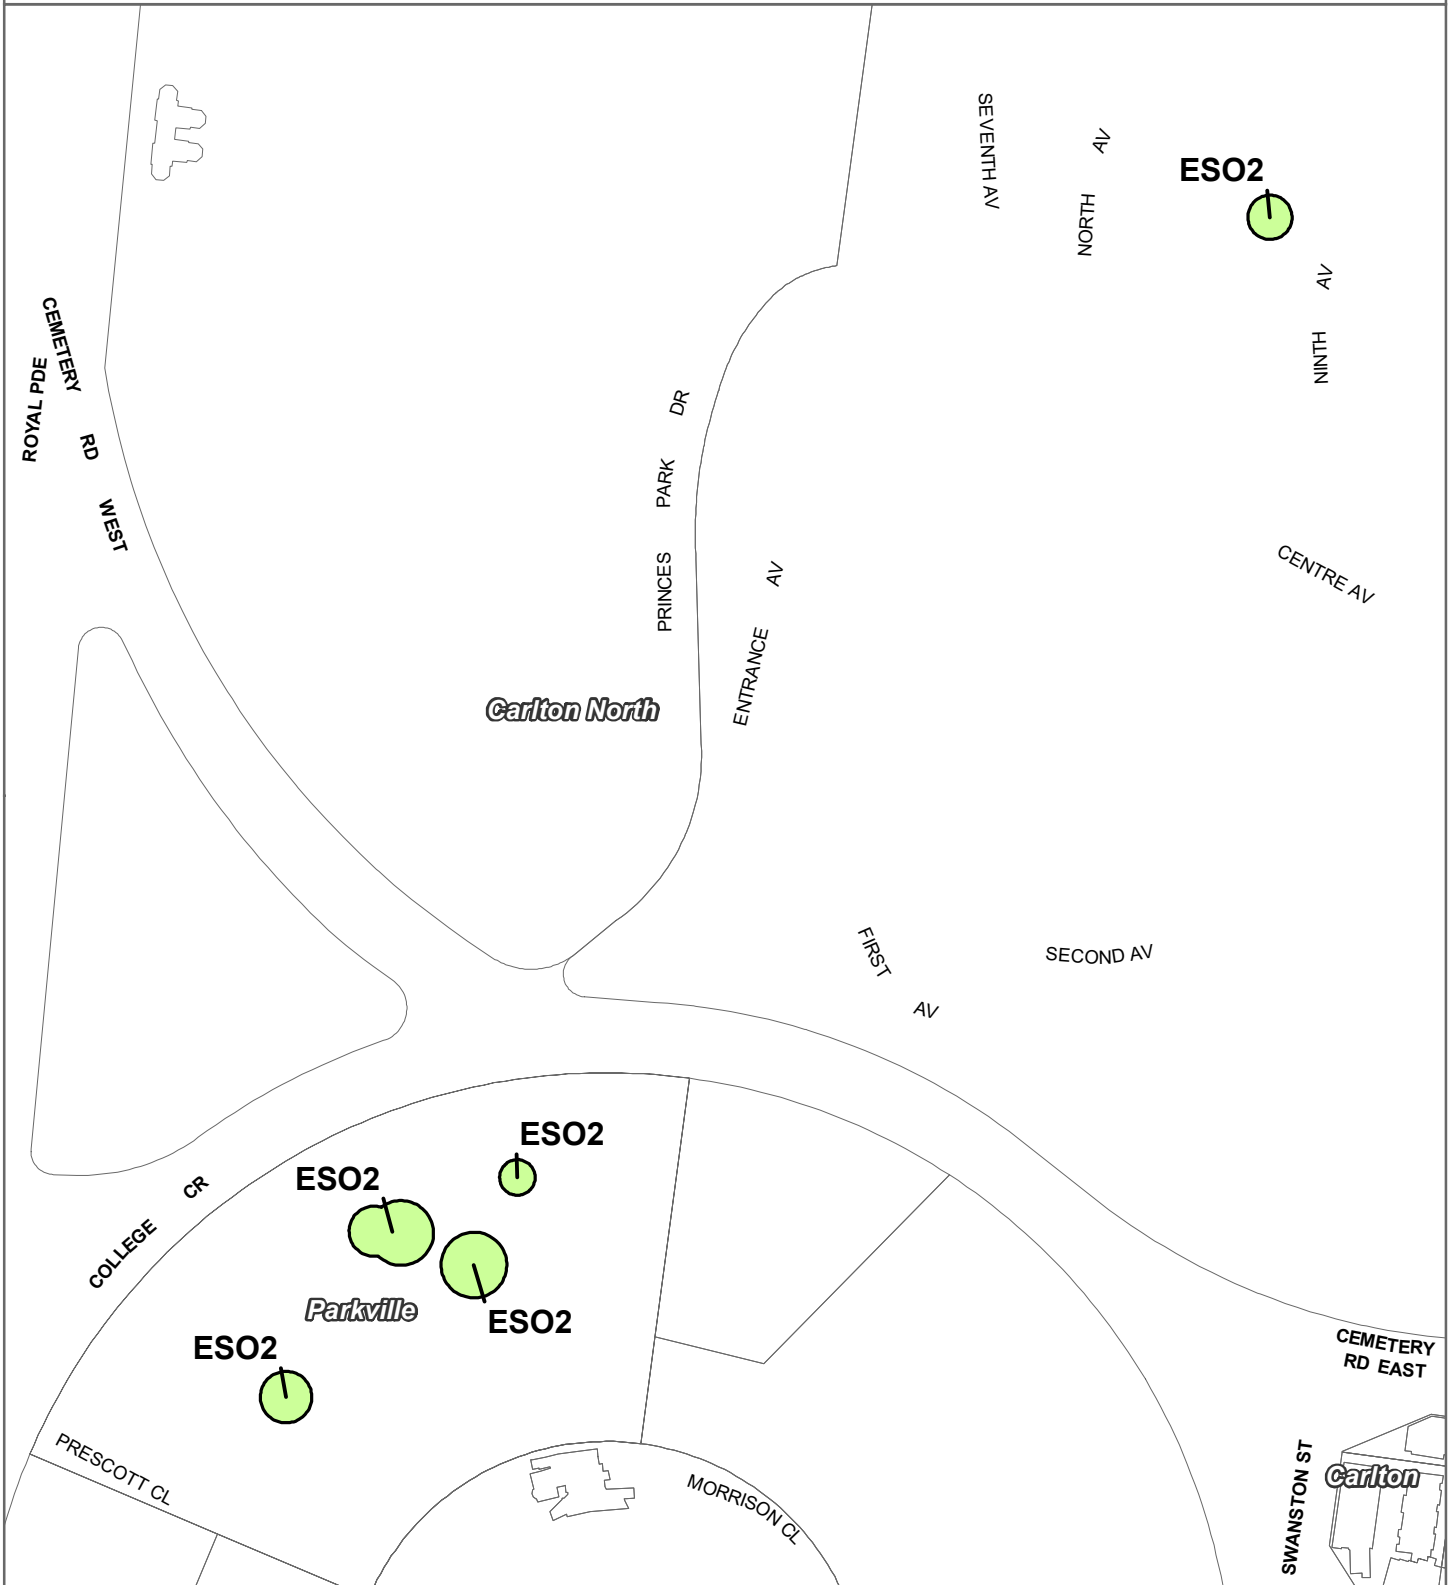 SEVENTH AV
NORTH AV
ESO2
NINTH AV
CEMETERY RD WEST
ROYAL PDE
PRINCES PARK DR
ENTRANCE AV
CENTRE AV
Carlton North
FIRST AV
SECOND AV
ESO2
ESO2
COLLEGE CR
Parkville
ESO2
ESO2
CEMETERY
RD EAST
PRESCOTT CL
MORRISON CL
SWANSTON ST
Carlton